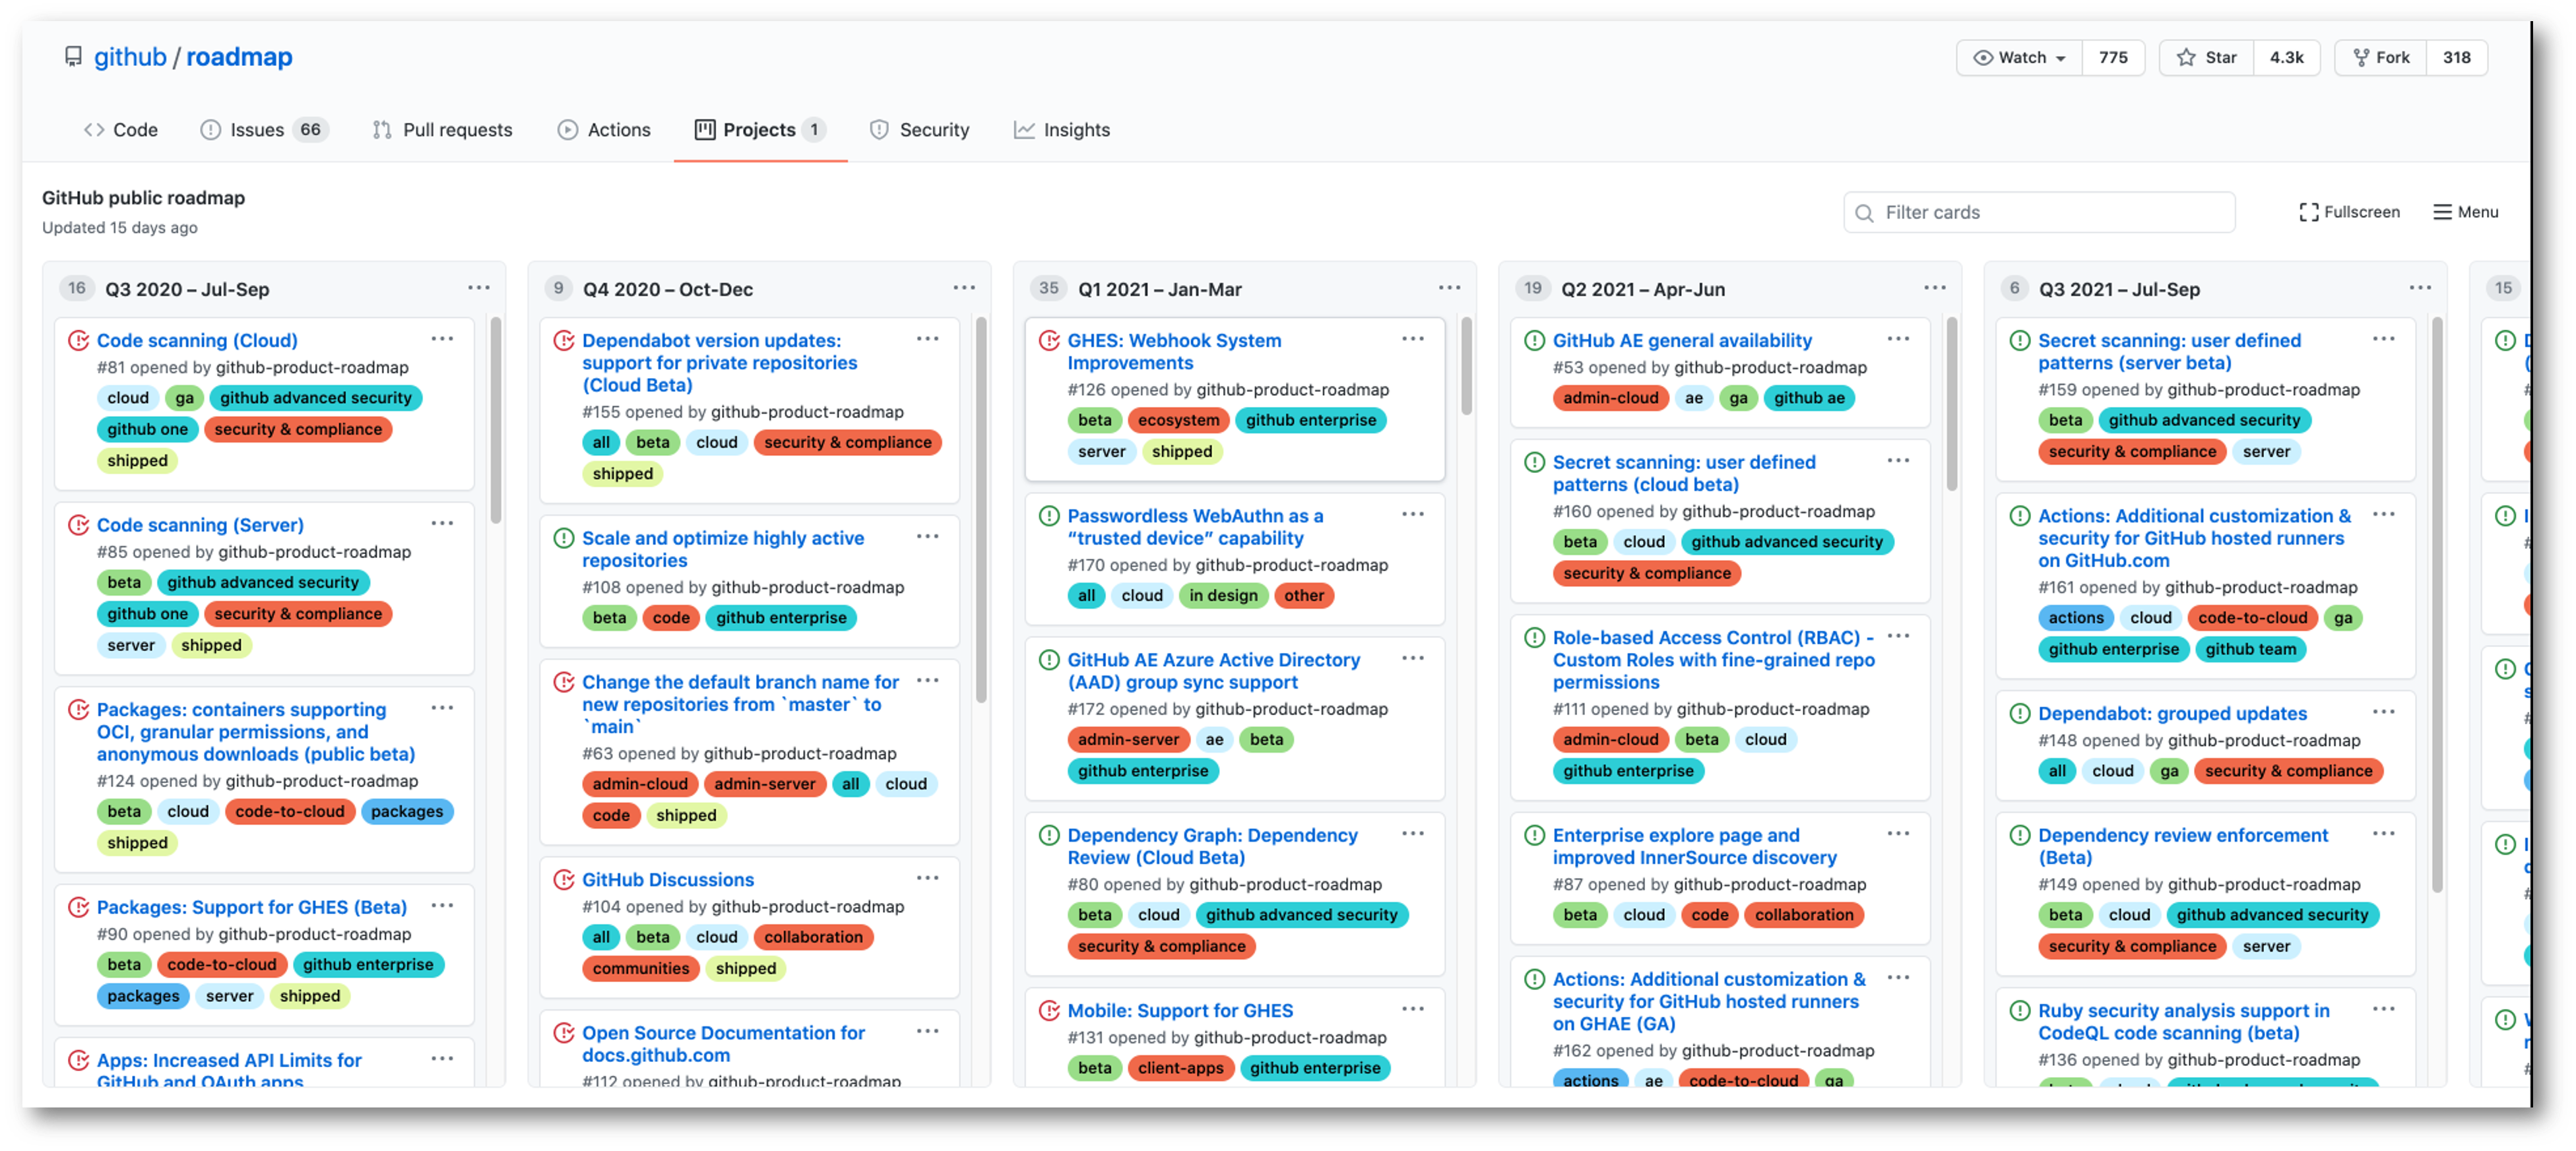 github / roadmap
Watch 775
Star 4.3k
Fork 318
Code
Issues 66
Pull requests
Actions
Projects 1
Security
Insights
GitHub public roadmap
Updated 15 days ago
Filter cards
Fullscreen
Menu
16 Q3 2020 – Jul-Sep
Code scanning (Cloud)
#81 opened by github-product-roadmap
cloud ga github advanced security
github one security & compliance
shipped
Code scanning (Server)
#85 opened by github-product-roadmap
beta github advanced security
github one security & compliance
server shipped
Packages: containers supporting
OCI, granular permissions, and
anonymous downloads (public beta)
#124 opened by github-product-roadmap
beta cloud code-to-cloud packages
shipped
Packages: Support for GHES (Beta)
#90 opened by github-product-roadmap
beta code-to-cloud github enterprise
packages server shipped
Apps: Increased API Limits for
GitHub and OAuth apps
9 Q4 2020 – Oct-Dec
Dependabot version updates:
support for private repositories
(Cloud Beta)
#155 opened by github-product-roadmap
all beta cloud security & compliance
shipped
Scale and optimize highly active
repositories
#108 opened by github-product-roadmap
beta code github enterprise
Change the default branch name for
new repositories from `master` to
`main`
#63 opened by github-product-roadmap
admin-cloud admin-server all cloud
code shipped
GitHub Discussions
#104 opened by github-product-roadmap
all beta cloud collaboration
communities shipped
Open Source Documentation for
docs.github.com
#112 opened by github-product-roadmap
35 Q1 2021 – Jan-Mar
GHES: Webhook System
Improvements
#126 opened by github-product-roadmap
beta ecosystem github enterprise
server shipped
Passwordless WebAuthn as a
“trusted device” capability
#170 opened by github-product-roadmap
all cloud in design other
GitHub AE Azure Active Directory
(AAD) group sync support
#172 opened by github-product-roadmap
admin-server ae beta
github enterprise
Dependency Graph: Dependency
Review (Cloud Beta)
#80 opened by github-product-roadmap
beta cloud github advanced security
security & compliance
Mobile: Support for GHES
#131 opened by github-product-roadmap
beta client-apps github enterprise
19 Q2 2021 – Apr-Jun
GitHub AE general availability
#53 opened by github-product-roadmap
admin-cloud ae ga github ae
Secret scanning: user defined
patterns (cloud beta)
#160 opened by github-product-roadmap
beta cloud github advanced security
security & compliance
Role-based Access Control (RBAC) -
Custom Roles with fine-grained repo
permissions
#111 opened by github-product-roadmap
admin-cloud beta cloud
github enterprise
Enterprise explore page and
improved InnerSource discovery
#87 opened by github-product-roadmap
beta cloud code collaboration
Actions: Additional customization &
security for GitHub hosted runners
on GHAE (GA)
#162 opened by github-product-roadmap
actions ae code-to-cloud ga
6 Q3 2021 – Jul-Sep
Secret scanning: user defined
patterns (server beta)
#159 opened by github-product-roadmap
beta github advanced security
security & compliance server
Actions: Additional customization &
security for GitHub hosted runners
on GitHub.com
#161 opened by github-product-roadmap
actions cloud code-to-cloud ga
github enterprise github team
Dependabot: grouped updates
#148 opened by github-product-roadmap
all cloud ga security & compliance
Dependency review enforcement
(Beta)
#149 opened by github-product-roadmap
beta cloud github advanced security
security & compliance server
Ruby security analysis support in
CodeQL code scanning (beta)
#136 opened by github-product-roadmap
15